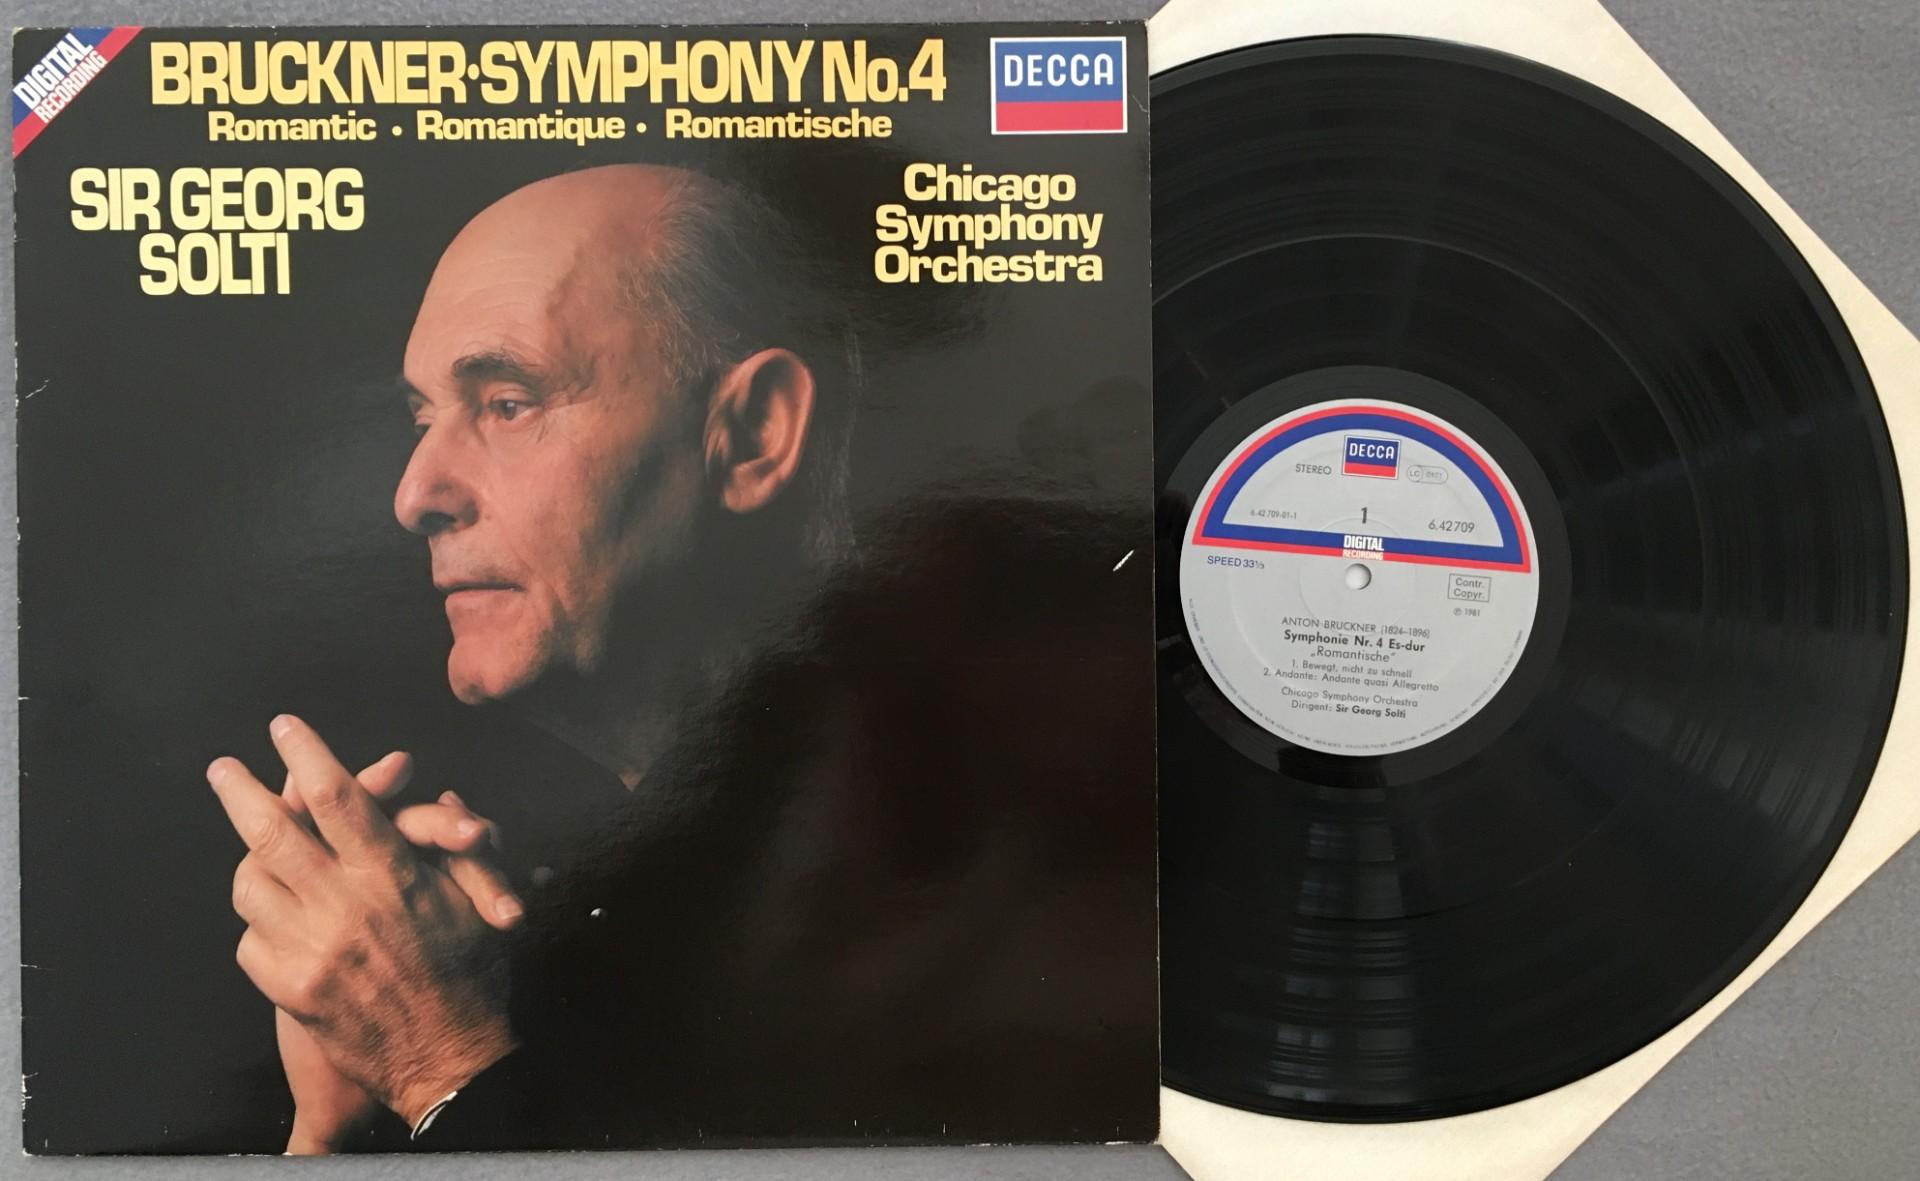 DIGITAL
RECORDING
BRUCKNER·SYMPHONY No.4
Romantic · Romantique · Romantische
DECCA
SIR GEORG
SOLTI
Chicago
Symphony
Orchestra
DECCA
STEREO
LC
6.42709-01-1
1
6.42709
DIGITAL
RECORDING
SPEED 33⅓
Contr.
Copyr.
℗ 1981
ANTON BRUCKNER (1824–1896)
Symphonie Nr. 4 Es-dur
„Romantische“
1. Bewegt, nicht zu schnell
2. Andante: Andante quasi Allegretto
Chicago Symphony Orchestra
Dirigent: Sir Georg Solti